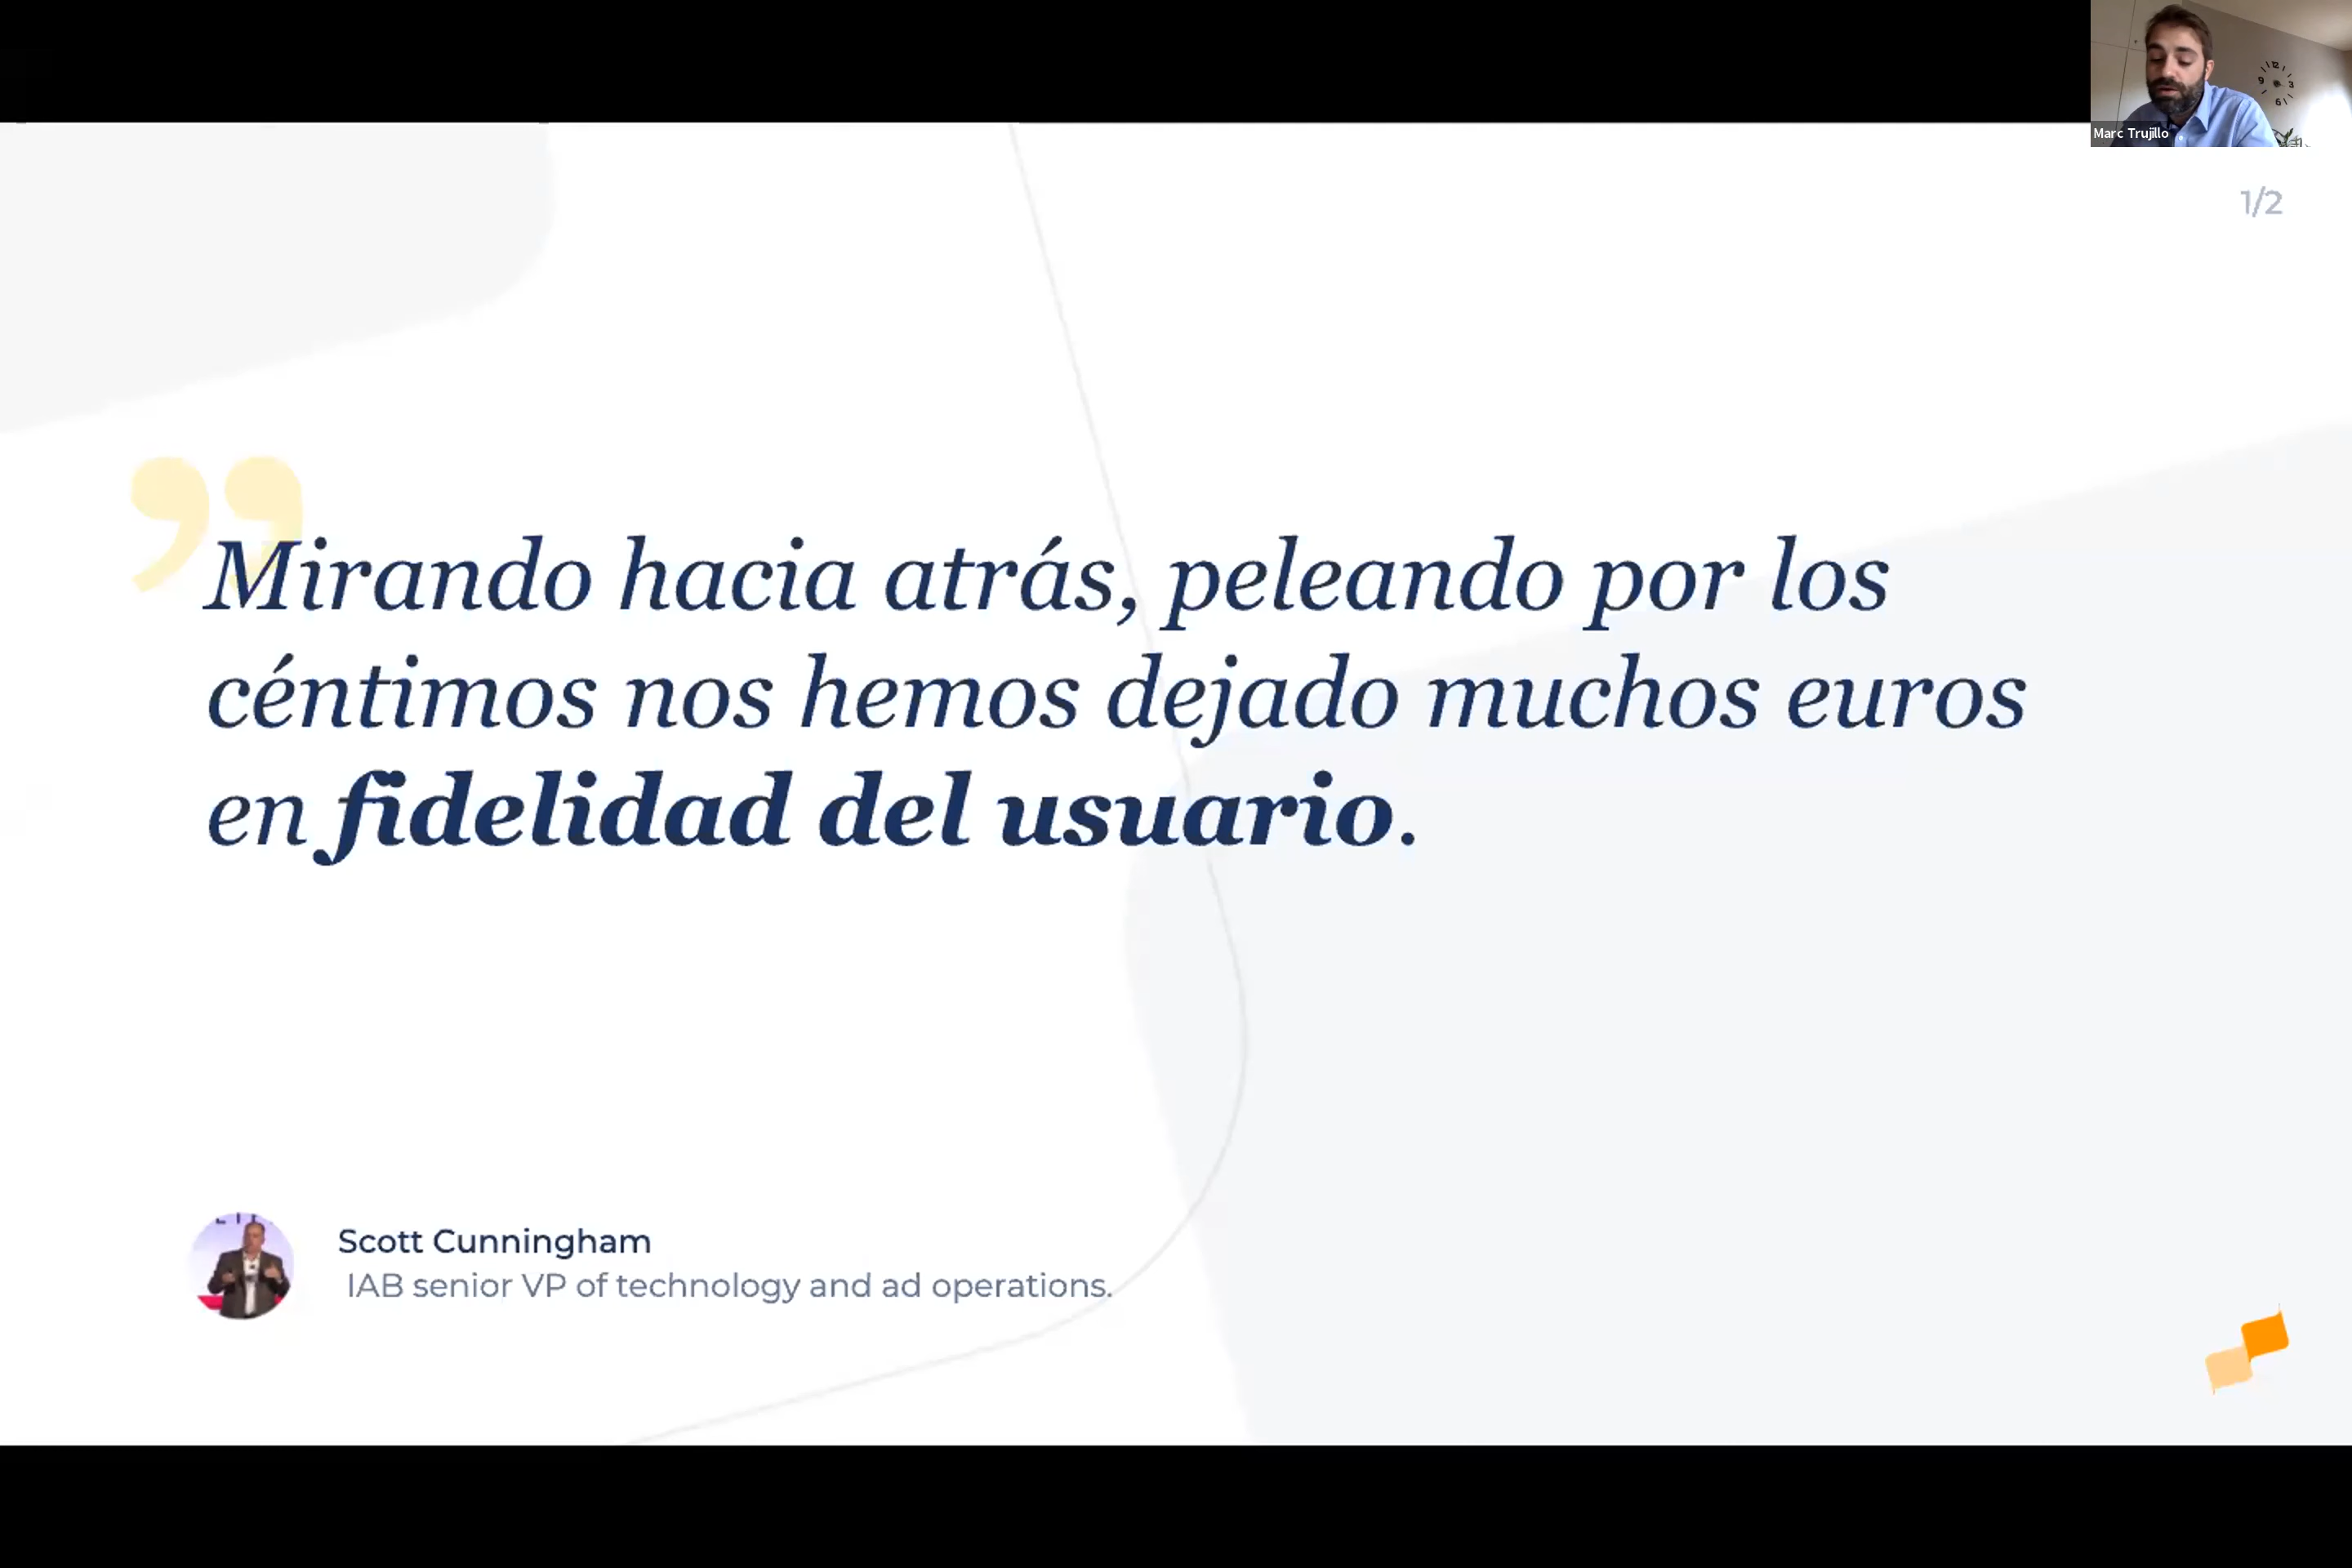 Marc Trujillo
1/2
Mirando hacia atrás, peleando por los
céntimos nos hemos dejado muchos euros
en fidelidad del usuario.
Scott Cunningham
IAB senior VP of technology and ad operations.